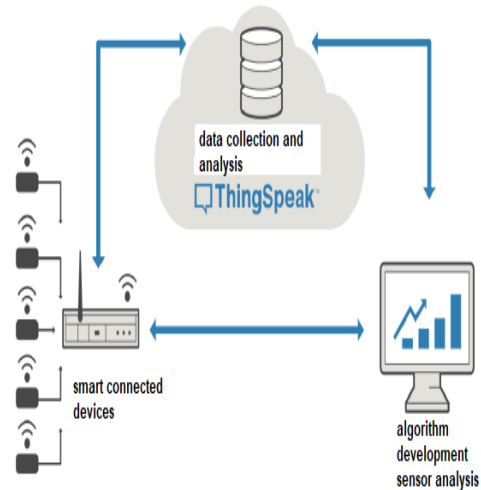 data collection and
analysis
ThingSpeak™
smart connected
devices
algorithm
development
sensor analysis